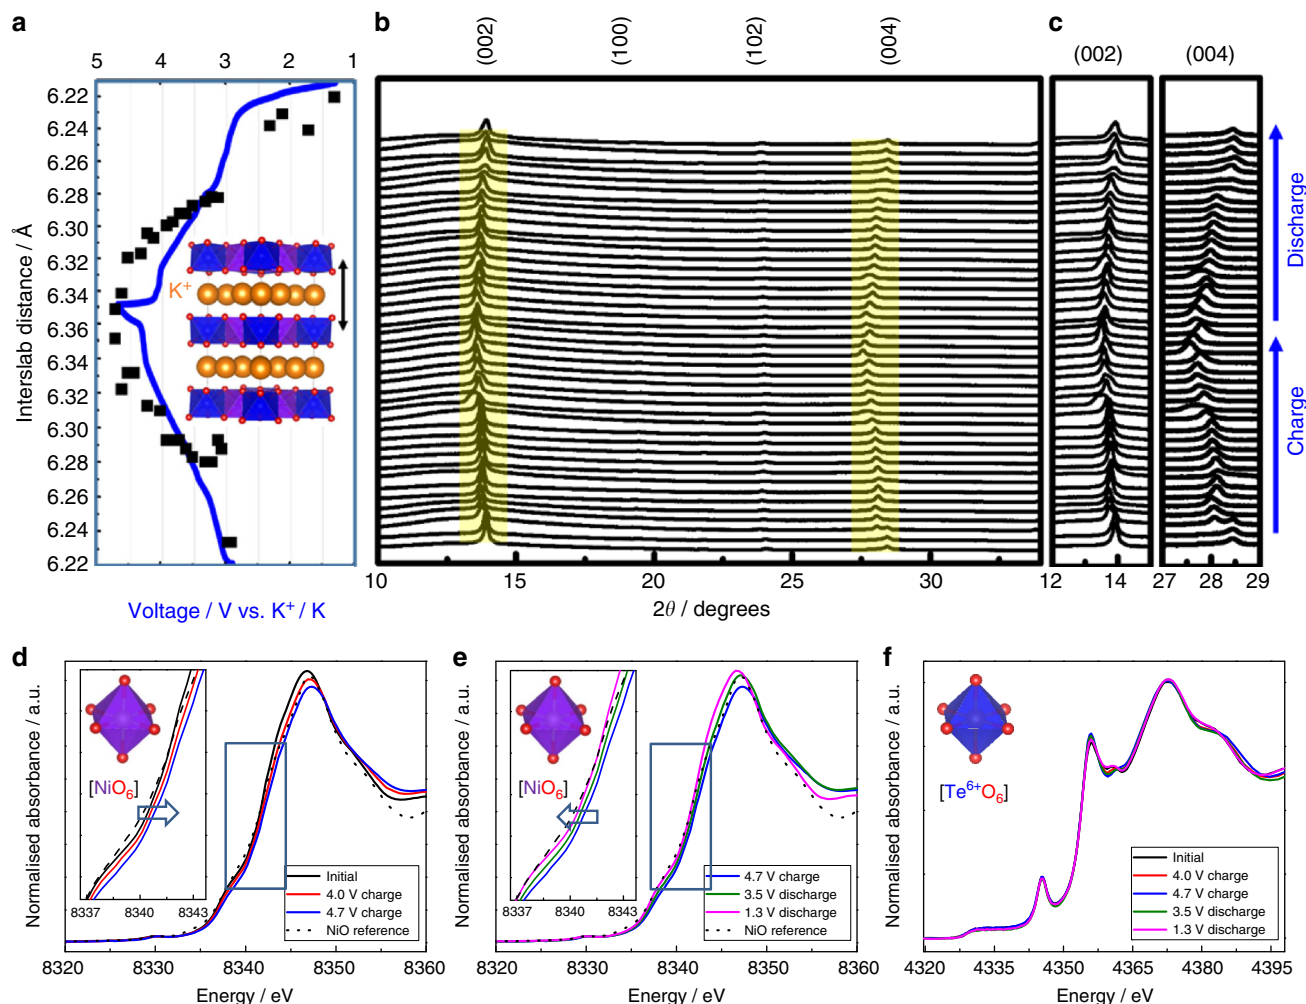 a
5 4 3 2 1
6.22
6.24
6.26
6.28
6.30
6.32
6.34
6.36
6.34
6.32
6.30
6.28
6.26
6.24
6.22
Interslab distance / Å
K+
Voltage / V vs. K+ / K
b
(002) (100) (102) (004)
10 15 20 25 30
2θ / degrees
c
(002) (004)
12 14 27 28 29
Discharge
Charge
d
Normalised absorbance / a.u.
[NiO6]
8337 8340 8343
Initial
4.0 V charge
4.7 V charge
NiO reference
8320 8330 8340 8350 8360
Energy / eV
e
Normalised absorbance / a.u.
[NiO6]
8337 8340 8343
4.7 V charge
3.5 V discharge
1.3 V discharge
NiO reference
8320 8330 8340 8350 8360
Energy / eV
f
Normalised absorbance / a.u.
[Te6+O6]
Initial
4.0 V charge
4.7 V charge
3.5 V discharge
1.3 V discharge
4320 4335 4350 4365 4380 4395
Energy / eV